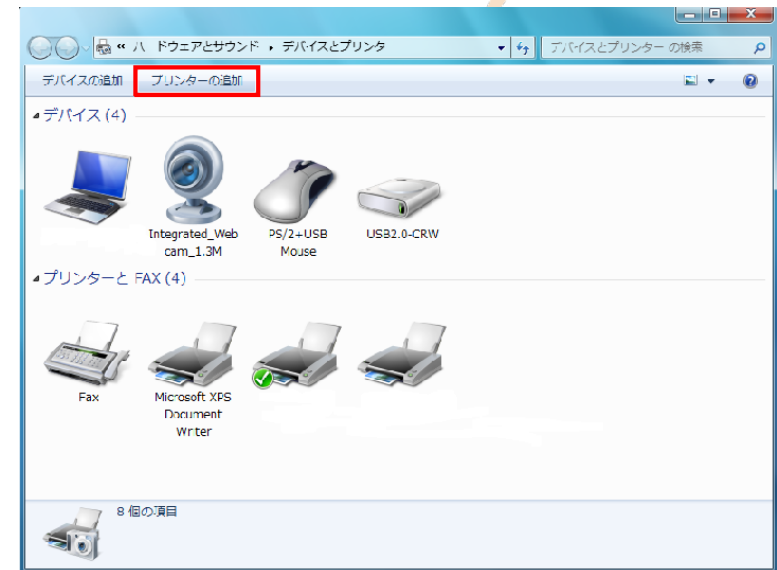 « ハ ドウェアとサウンド ▸ デバイスとプリンタ
デバイスとプリンター の検索
デバイスの追加 プリンターの追加
デバイス (4)
Integrated_Web
cam_1.3M
PS/2+USB
Mouse
USB2.0-CRW
プリンターと FAX (4)
Fax
Microsoft XPS
Document
Writer
8 個の項目